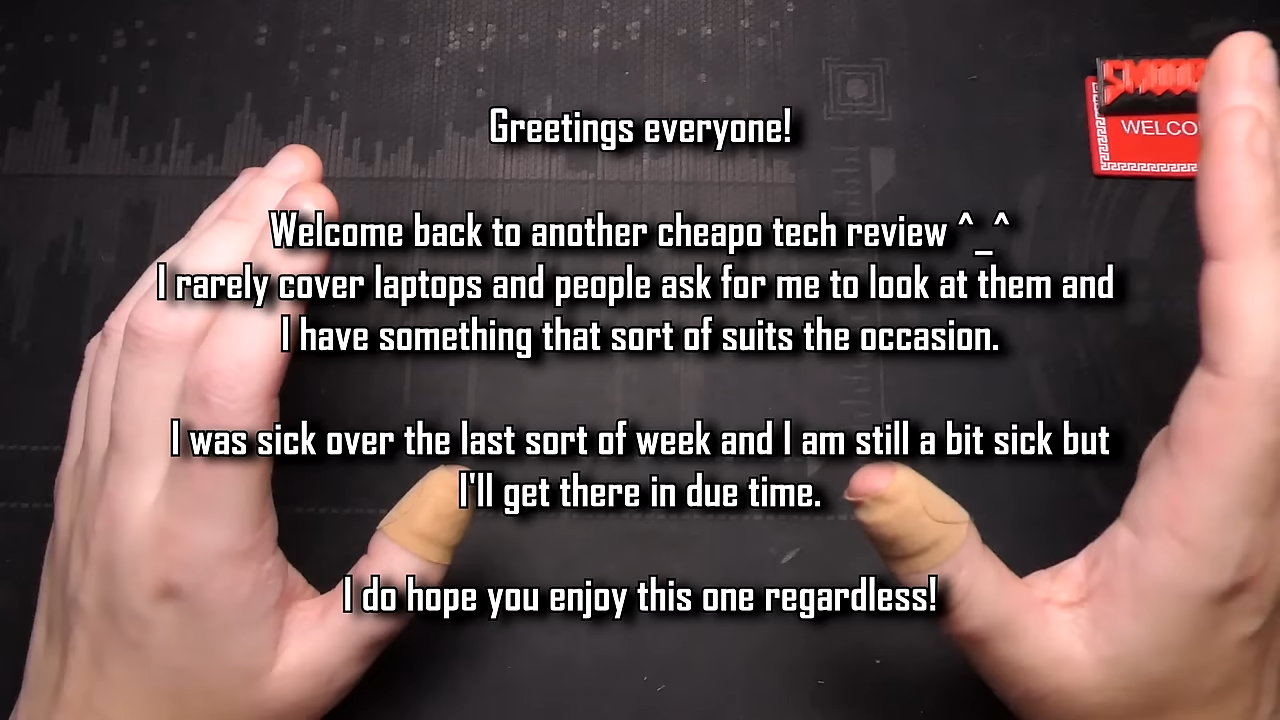 Greetings everyone!
Welcome back to another cheapo tech review ^_^
I rarely cover laptops and people ask for me to look at them and
I have something that sort of suits the occasion.
I was sick over the last sort of week and I am still a bit sick but
I'll get there in due time.
I do hope you enjoy this one regardless!